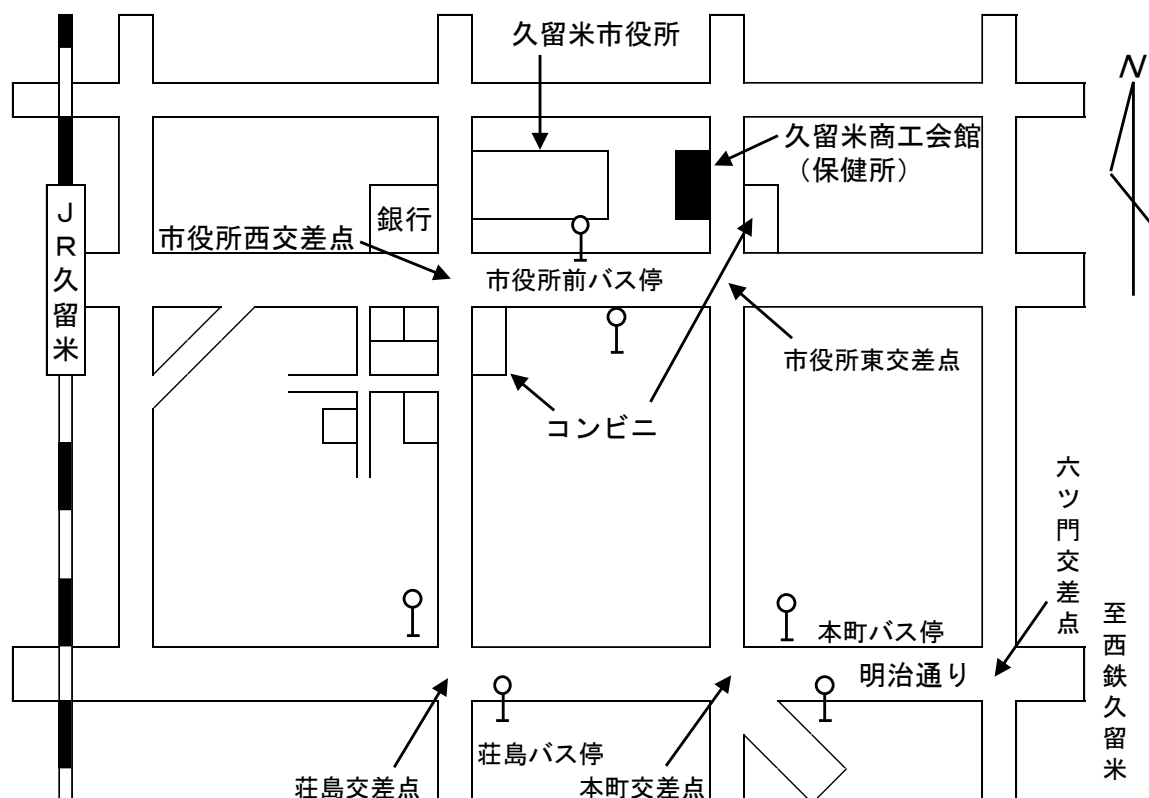 久留米市役所
N
久留米商工会館
（保健所）
銀行
JR久留米
市役所西交差点
市役所前バス停
市役所東交差点
コンビニ
六ツ門交差点
至西鉄久留米
本町バス停
明治通り
荘島バス停
荘島交差点
本町交差点